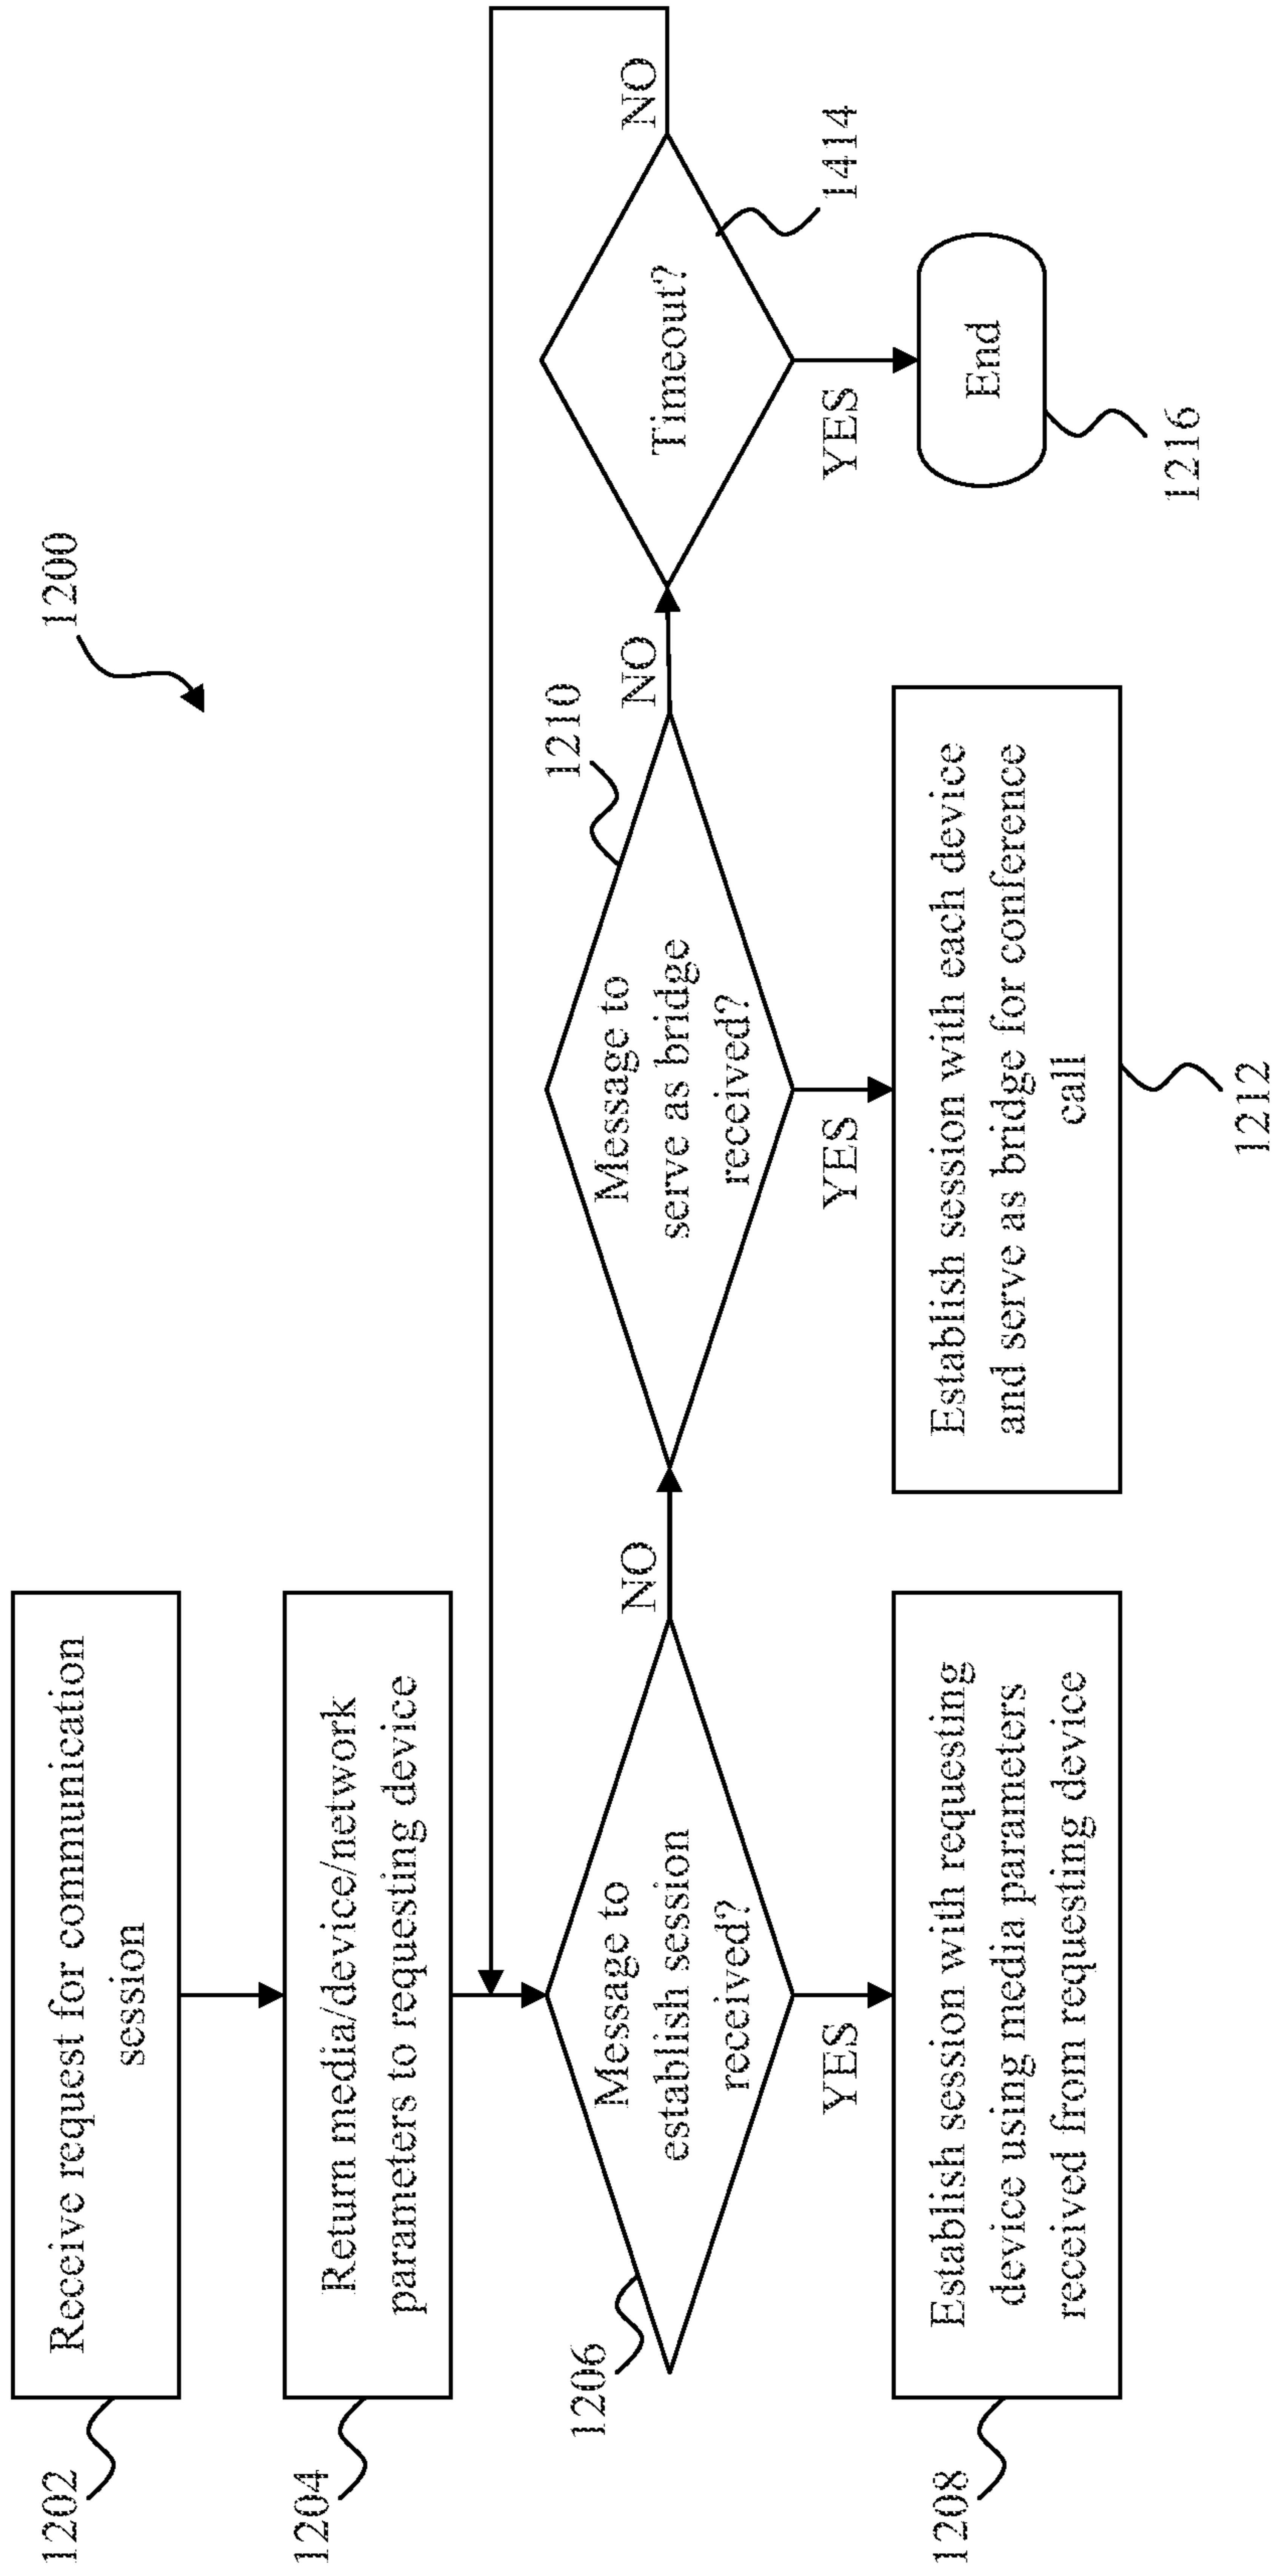 1200
1202
Receive request for communication
session
1204
Return media/device/network
parameters to requesting device
1206
Message to
establish session
received?
NO
YES
1208
Establish session with requesting
device using media parameters
received from requesting device
1210
Message to
serve as bridge
received?
NO
YES
Establish session with each device
and serve as bridge for conference
call
1212
Timeout?
NO
1414
YES
End
1216